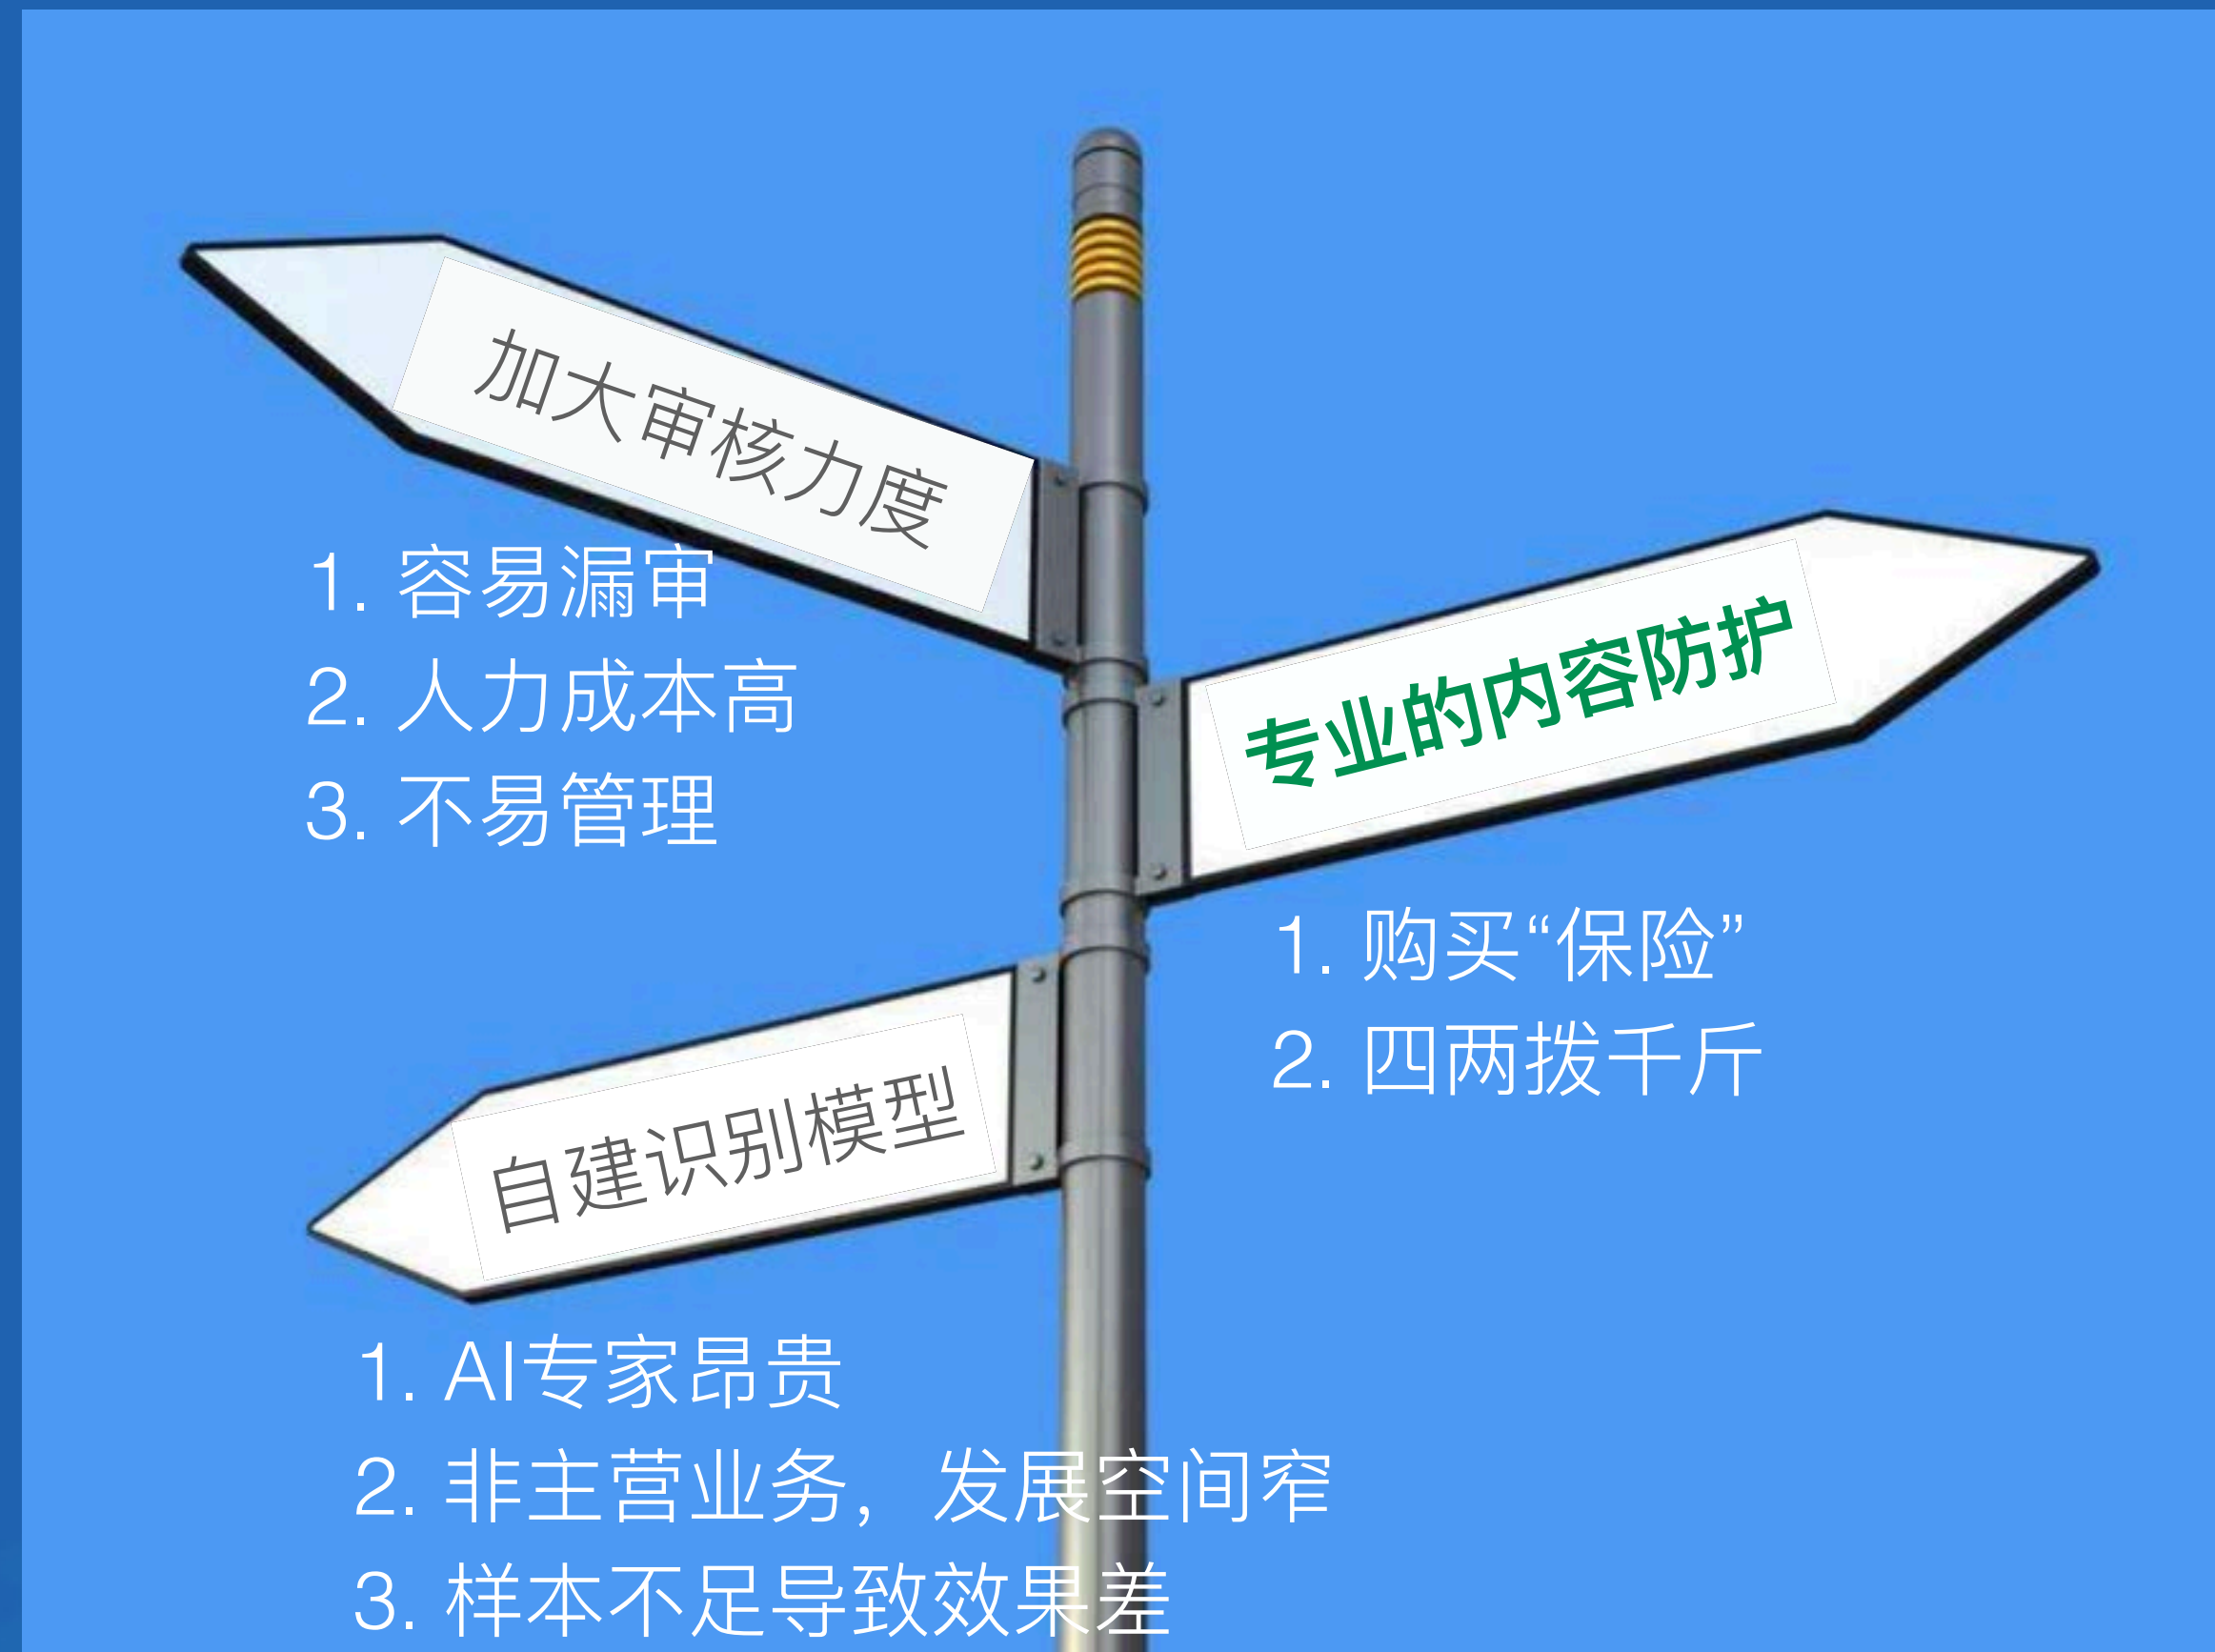 加大审核力度
1. 容易漏审
2. 人力成本高
3. 不易管理
专业的内容防护
1. 购买“保险”
2. 四两拨千斤
自建识别模型
1. AI专家昂贵
2. 非主营业务，发展空间窄
3. 样本不足导致效果差